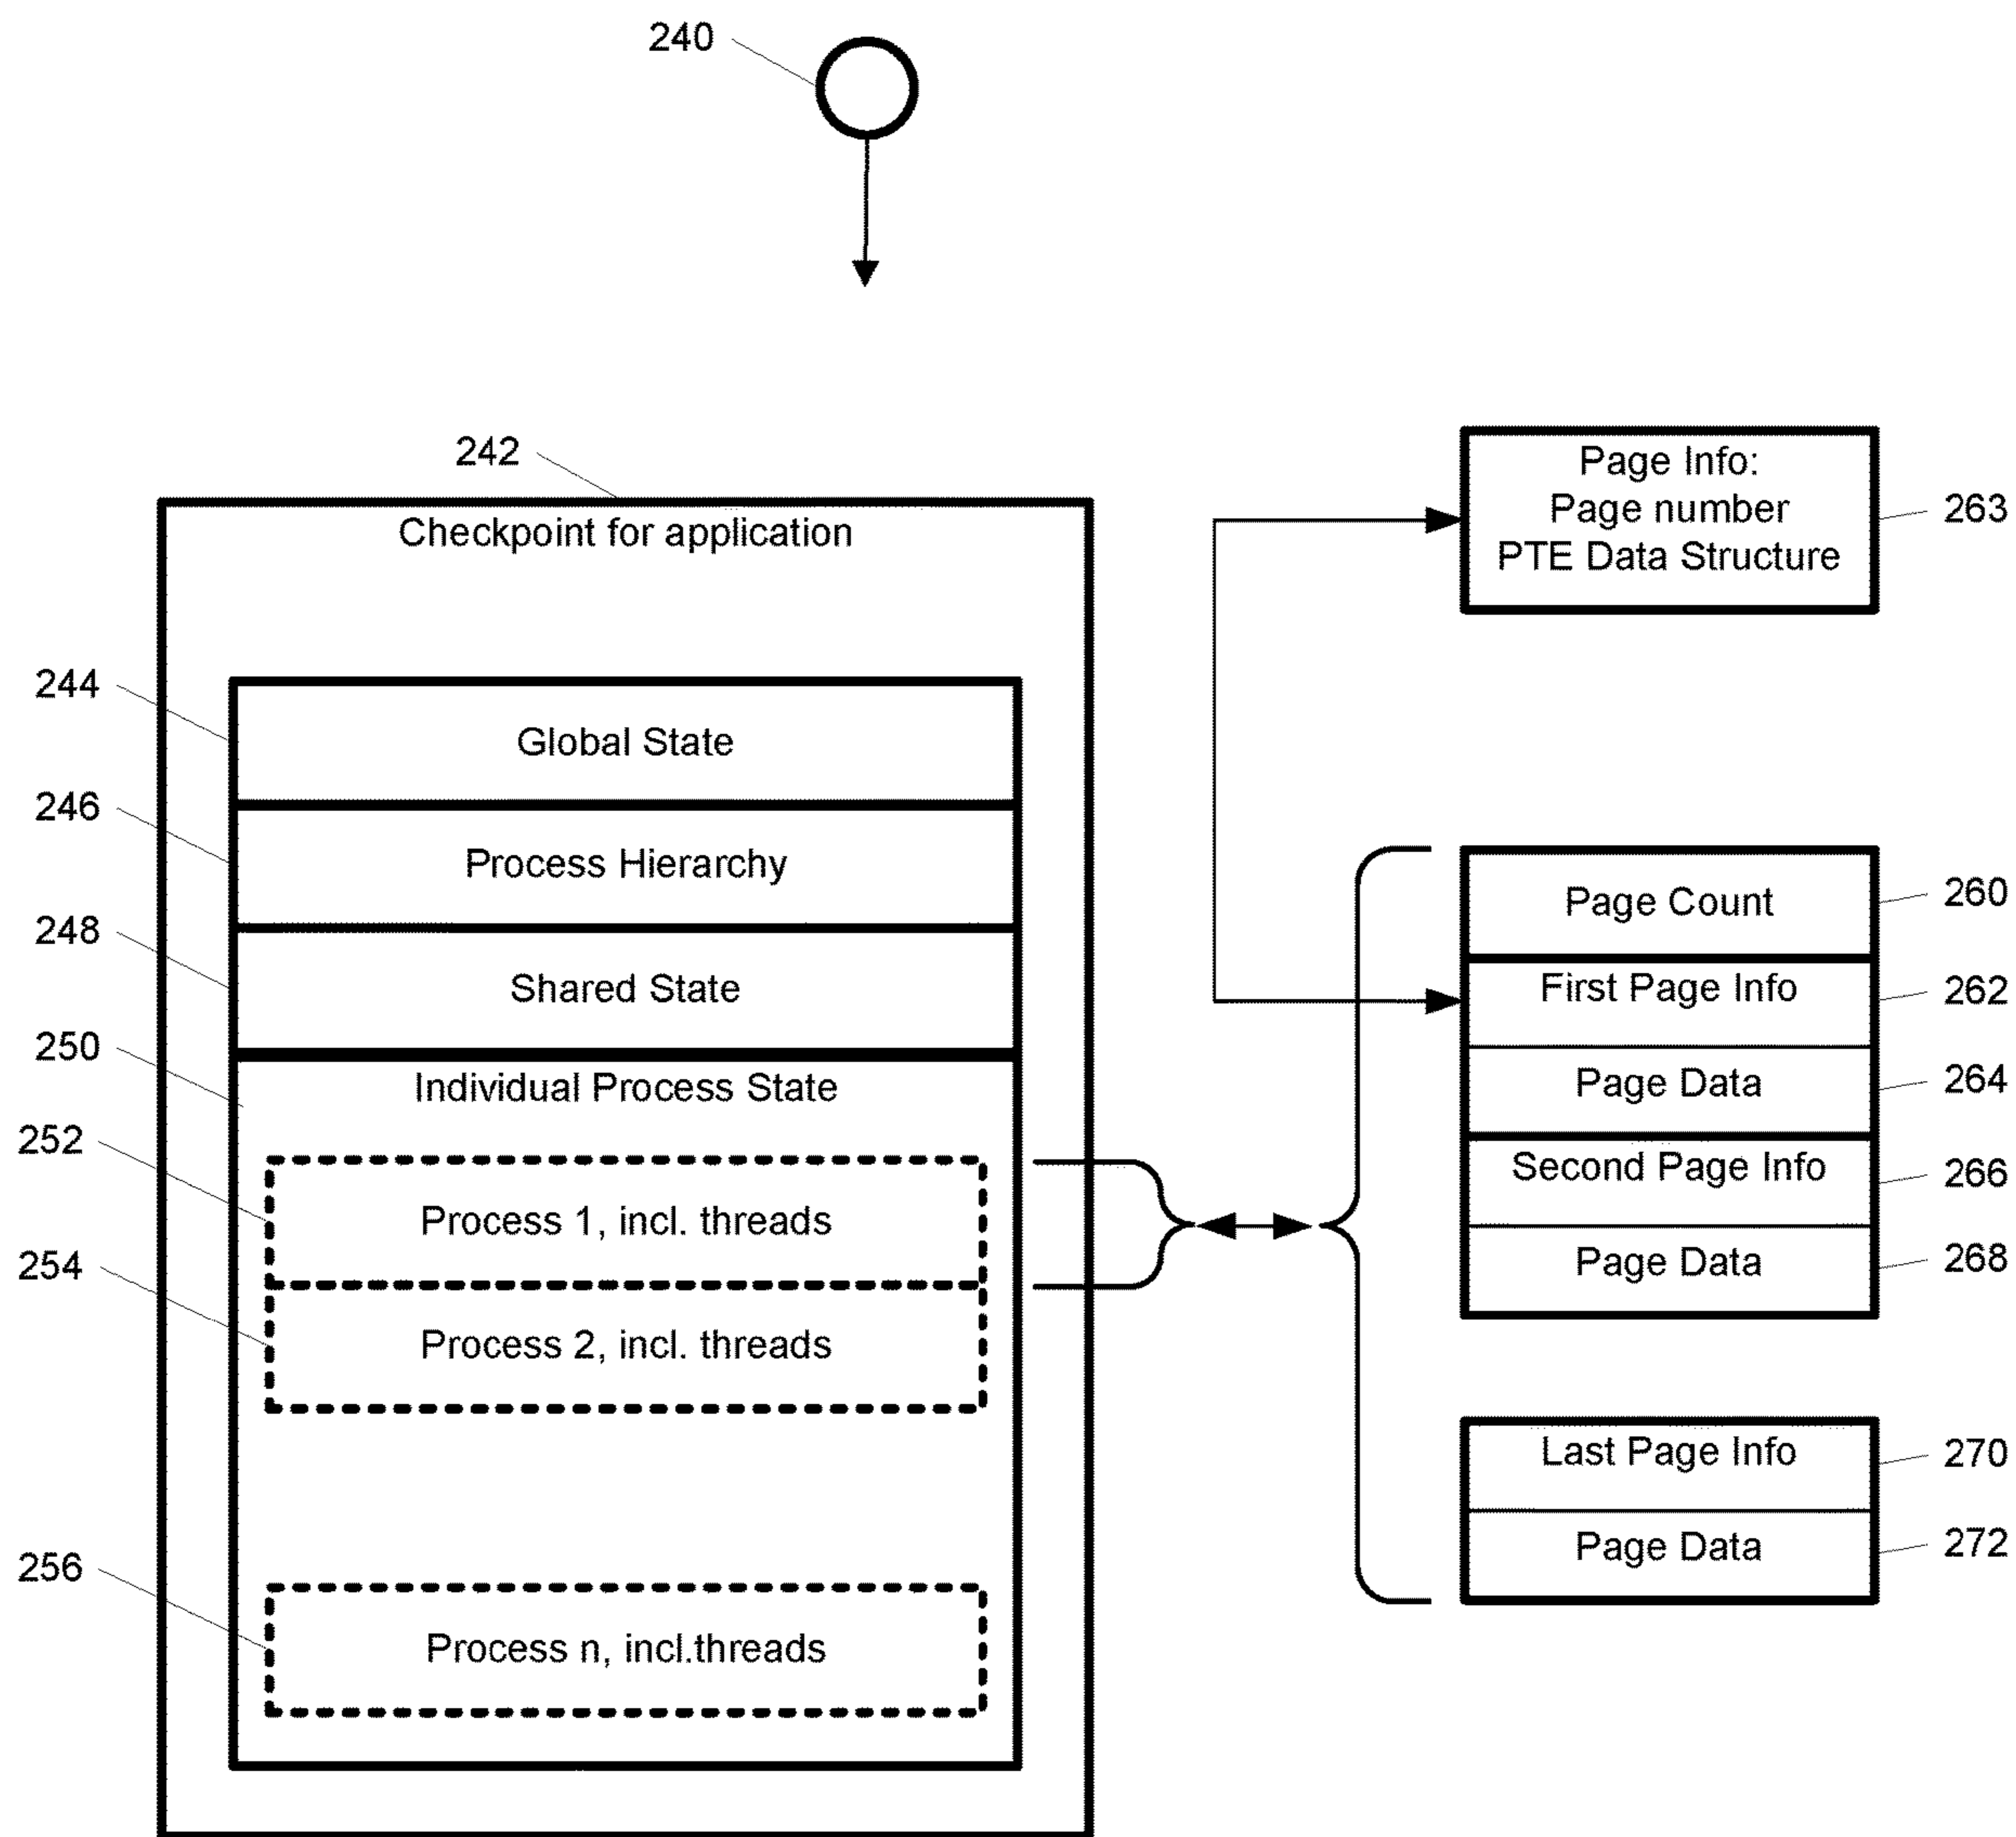 240
242
Checkpoint for application
244
Global State
246
Process Hierarchy
248
Shared State
250
Individual Process State
252
Process 1, incl. threads
254
Process 2, incl. threads
256
Process n, incl.threads
Page Info:
Page number
PTE Data Structure
263
Page Count
260
First Page Info
262
Page Data
264
Second Page Info
266
Page Data
268
Last Page Info
270
Page Data
272